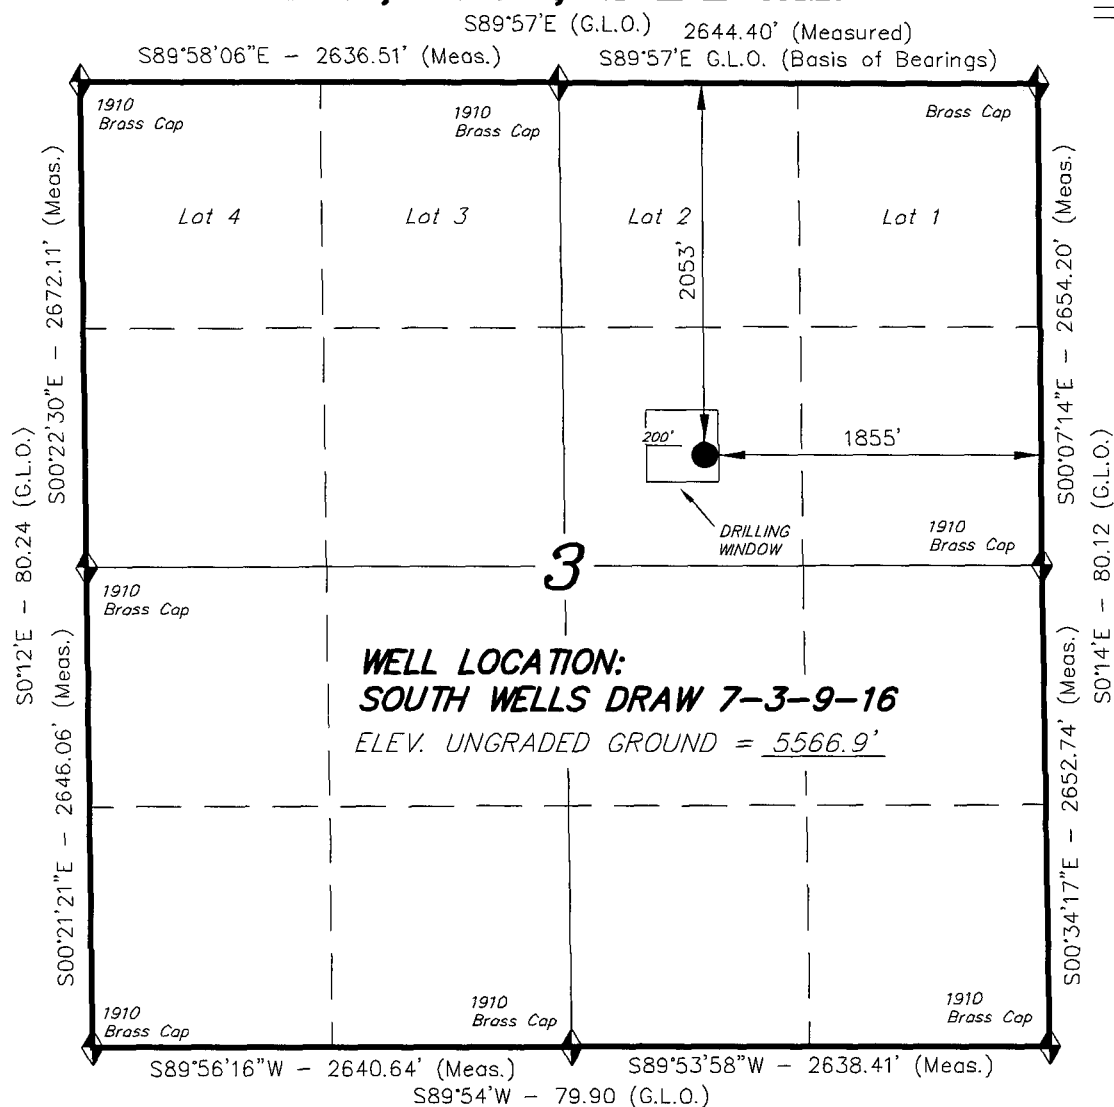 S89°57'E (G.L.O.)
2644.40' (Measured)
S89°58'06"E - 2636.51' (Meas.)
S89°57'E G.L.O. (Basis of Bearings)
1910
Brass Cap
1910
Brass Cap
Brass Cap
S00°22'30"E - 2672.11' (Meas.)
Lot 4
Lot 3
Lot 2
Lot 1
2053'
S00°07'14"E - 2654.20' (Meas.)
200'
1855'
DRILLING
WINDOW
1910
Brass Cap
S0°12'E - 80.24 (G.L.O.)
S0°14'E - 80.12 (G.L.O.)
3
1910
Brass Cap
WELL LOCATION:
SOUTH WELLS DRAW 7-3-9-16
ELEV. UNGRADED GROUND = 5566.9'
S00°21'21"E - 2646.06' (Meas.)
S00°34'17"E - 2652.74' (Meas.)
1910
Brass Cap
1910
Brass Cap
1910
Brass Cap
S89°56'16"W - 2640.64' (Meas.)
S89°53'58"W - 2638.41' (Meas.)
S89°54'W - 79.90 (G.L.O.)